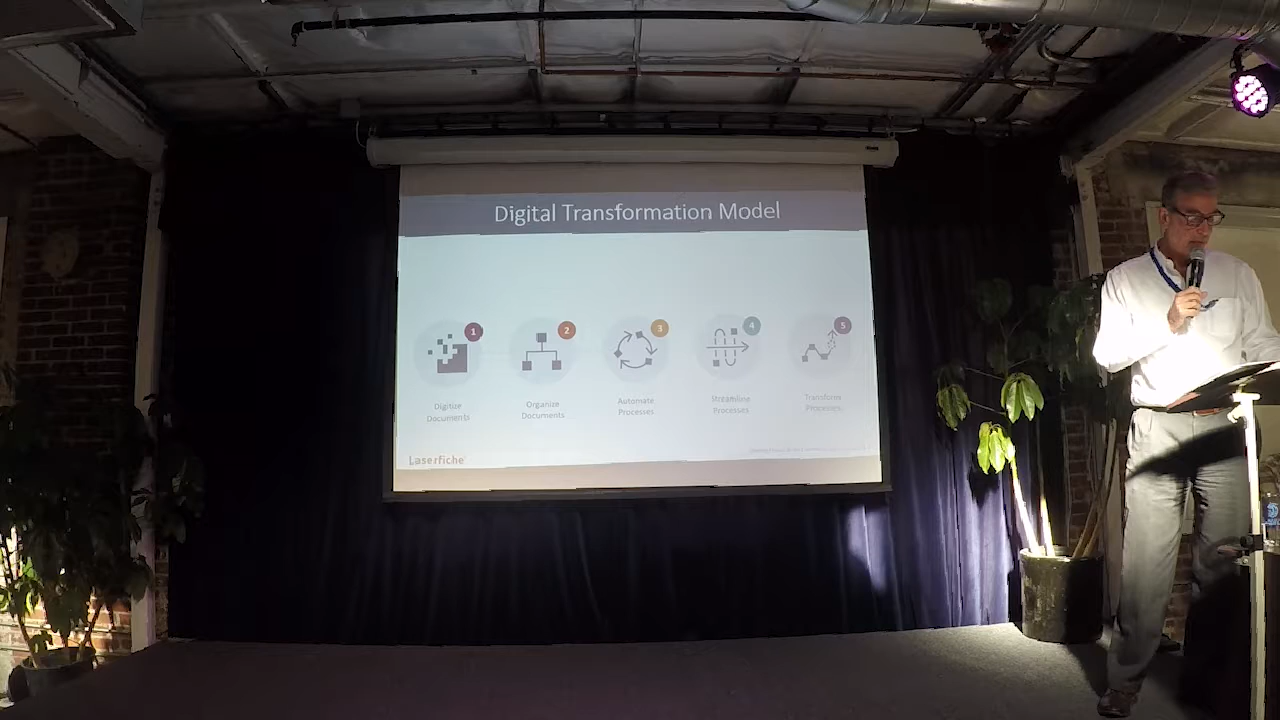 Digital Transformation Model
1
2
3
4
5
Digitize
Documents
Organize
Documents
Automate
Processes
Streamline
Processes
Transform
Processes
Laserfiche